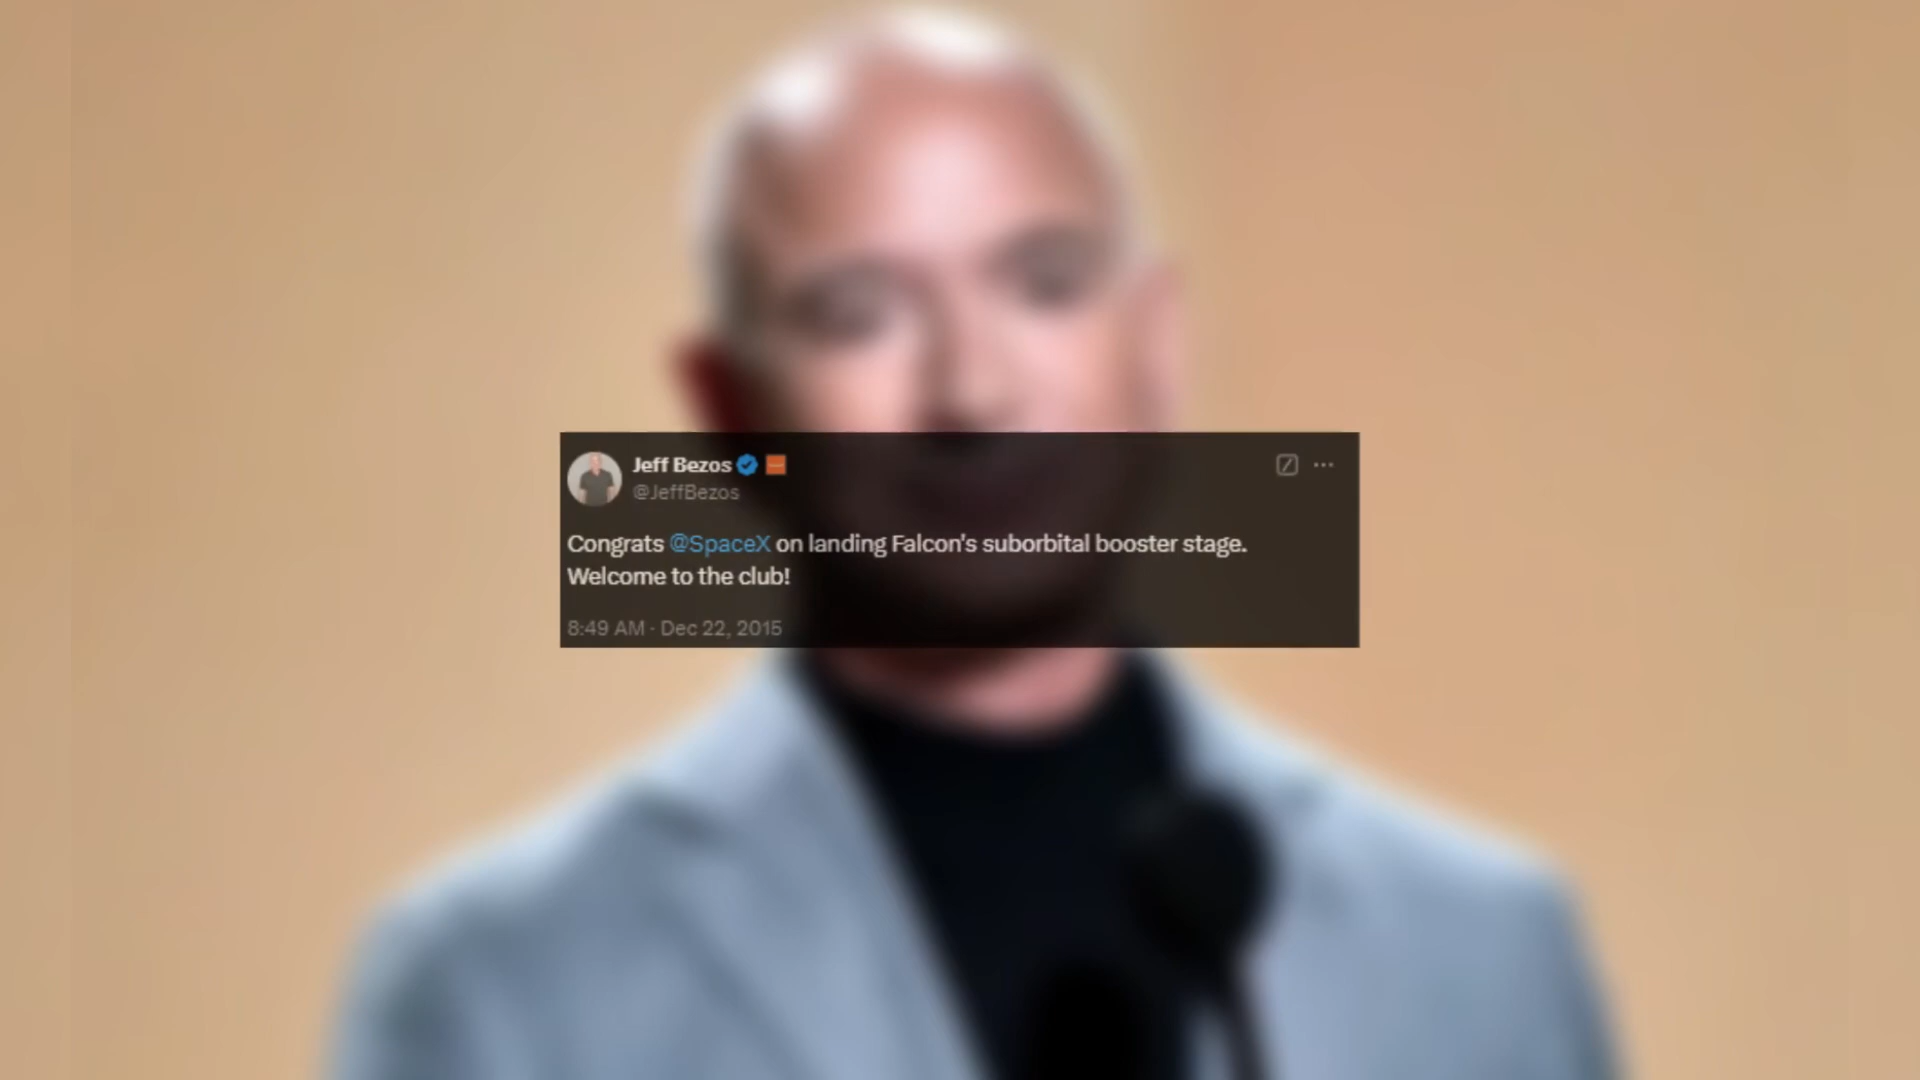 Jeff Bezos
@JeffBezos
Congrats @SpaceX on landing Falcon's suborbital booster stage.
Welcome to the club!
8:49 AM · Dec 22, 2015